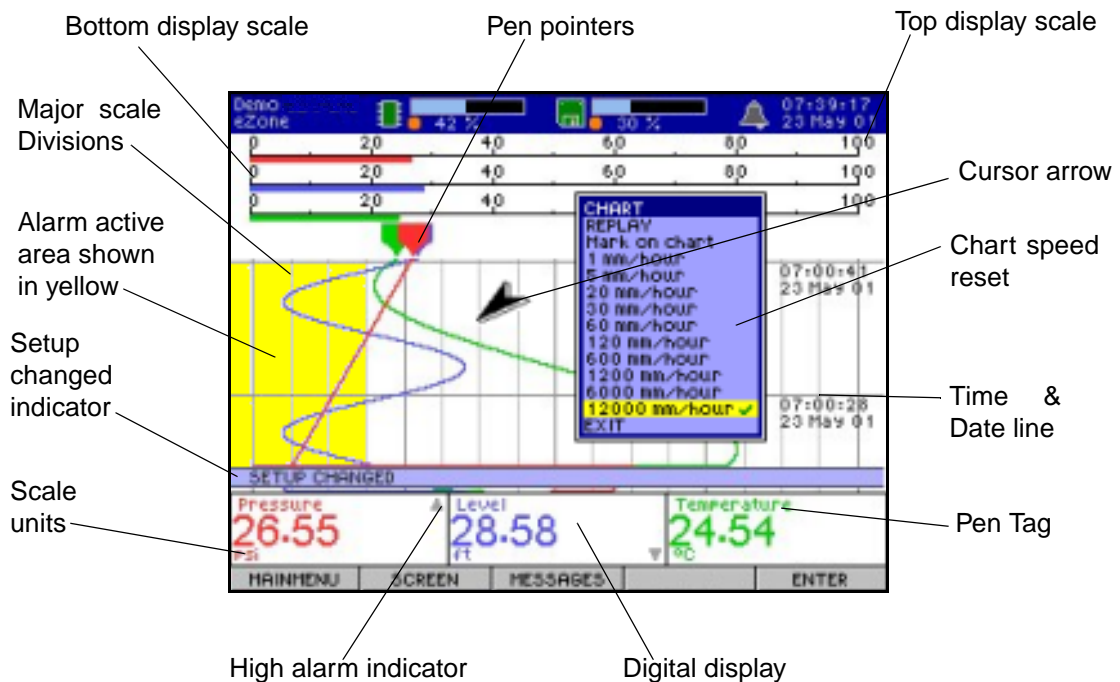 Bottom display scale
Pen pointers
Top display scale
Major scale
Divisions
Alarm active
area shown
in yellow
Setup
changed
indicator
Scale
units
Demo
eZone
42 %
30 %
07:39:17
23 May 01
0 20 40 60 80 100
0 20 40 60 80 100
0 20 40 80 100
CHART
REPLAY
Mark on chart
1 mm/hour
5 mm/hour
20 mm/hour
30 mm/hour
60 mm/hour
120 mm/hour
600 mm/hour
1200 mm/hour
6000 mm/hour
12000 mm/hour
EXIT
07:00:41
23 May 01
07:00:28
23 May 01
SETUP CHANGED
Pressure
26.55
PSi
Level
28.58
ft
Temperature
24.54
°C
MAINMENU
SCREEN
MESSAGES
ENTER
Cursor arrow
Chart speed
reset
Time &
Date line
Pen Tag
High alarm indicator
Digital display